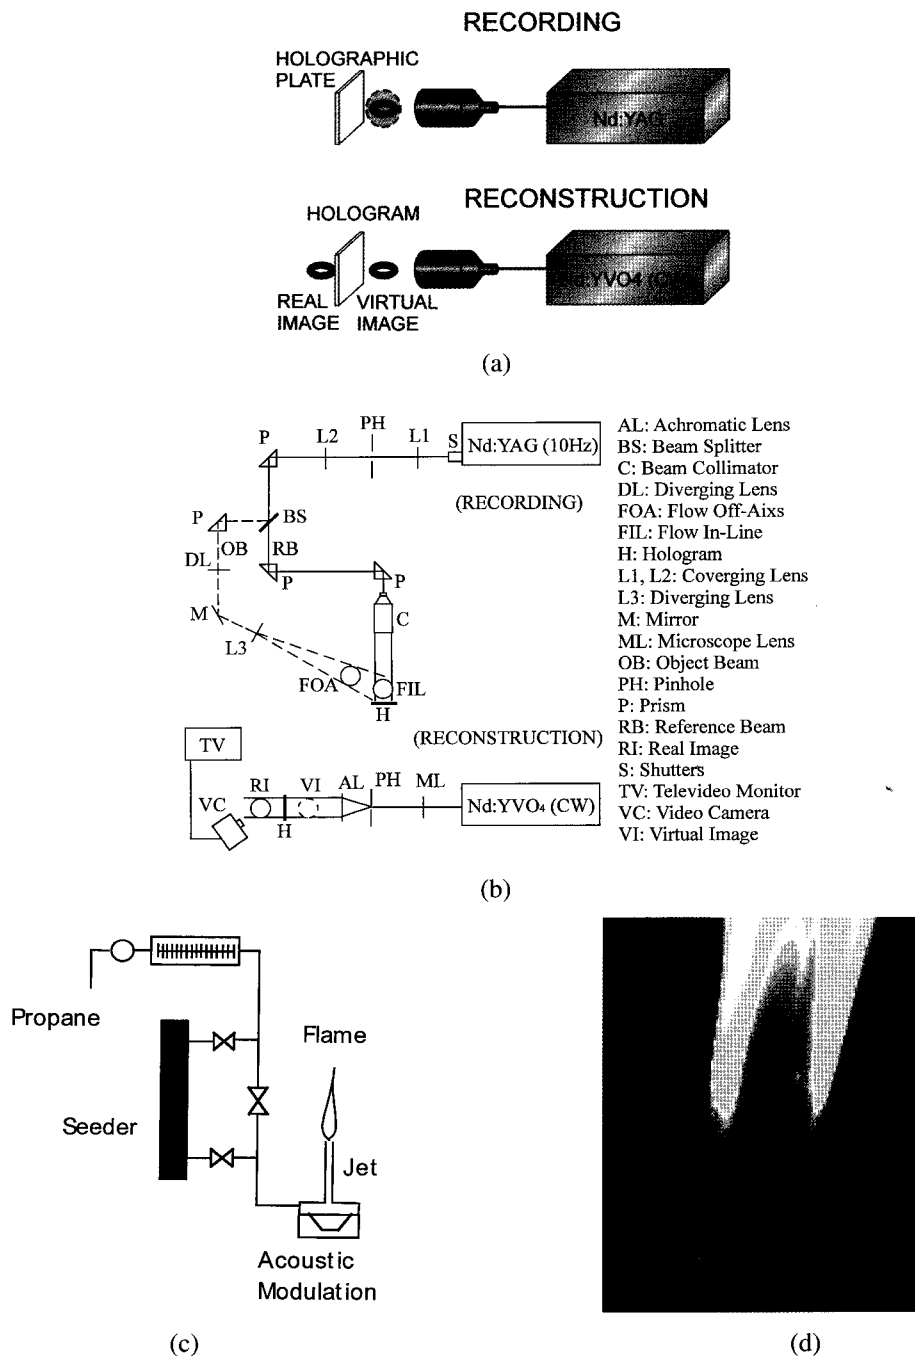 RECORDING
HOLOGRAPHIC
PLATE
Nd:YAG
RECONSTRUCTION
HOLOGRAM
REAL
IMAGE
VIRTUAL
IMAGE
(a)
PH
P
L2
L1
S
Nd:YAG (10Hz)
(RECORDING)
P
BS
OB
RB
DL
P
P
M
C
L3
FOA
FIL
H
(RECONSTRUCTION)
TV
RI
VI
AL
PH
ML
VC
Nd:YVO4 (CW)
H
AL: Achromatic Lens
BS: Beam Splitter
C: Beam Collimator
DL: Diverging Lens
FOA: Flow Off-Aixs
FIL: Flow In-Line
H: Hologram
L1, L2: Coverging Lens
L3: Diverging Lens
M: Mirror
ML: Microscope Lens
OB: Object Beam
PH: Pinhole
P: Prism
RB: Reference Beam
RI: Real Image
S: Shutters
TV: Televideo Monitor
VC: Video Camera
VI: Virtual Image
(b)
Propane
Flame
Seeder
Jet
Acoustic
Modulation
(c)
(d)